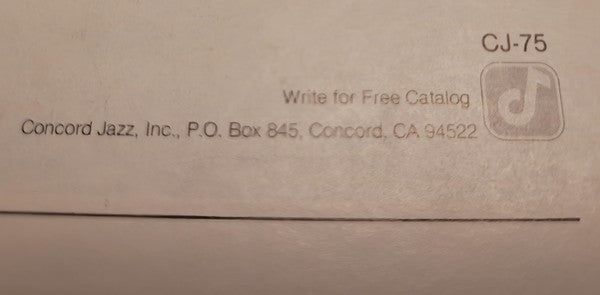 CJ-75
Write for Free Catalog
Concord Jazz, Inc., P.O. Box 845, Concord, CA 94522